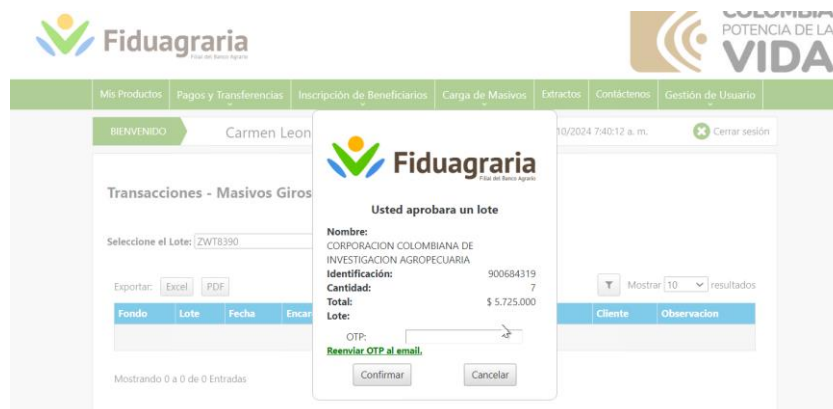 Fiduagraria
Filial del Banco Agrario
COLOMBIA
POTENCIA DE LA
VIDA
Mis Productos Pagos y Transferencias Inscripción de Beneficiarios Carga de Masivos Extractos Contáctenos Gestión de Usuario
BIENVENIDO Carmen Leon 10/2024 7:40:12 a. m. Cerrar sesión
Fiduagraria
Filial del Banco Agrario
Transacciones - Masivos Giros
Usted aprobara un lote
Seleccione el Lote: ZWT8390
Nombre:
CORPORACION COLOMBIANA DE
INVESTIGACION AGROPECUARIA
Identificación: 900684319
Cantidad: 7
Total: $ 5.725.000
Lote:
OTP:
Reenviar OTP al email.
Confirmar Cancelar
Exportar: Excel PDF Mostrar 10 resultados
Fondo Lote Fecha Encar Cliente Observacion
Mostrando 0 a 0 de 0 Entradas